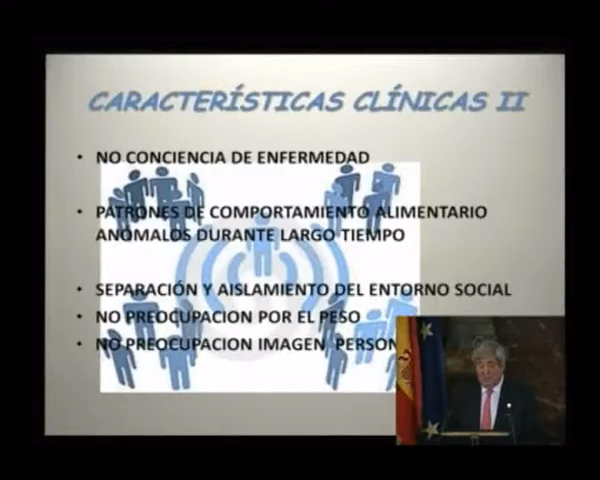 CARACTERÍSTICAS CLÍNICAS II
• NO CONCIENCIA DE ENFERMEDAD
• PATRONES DE COMPORTAMIENTO ALIMENTARIO
ANOMALOS DURANTE LARGO TIEMPO
• SEPARACIÓN Y AISLAMIENTO DEL ENTORNO SOCIAL
• NO PREOCUPACION POR EL PESO
• NO PREOCUPACION IMAGEN